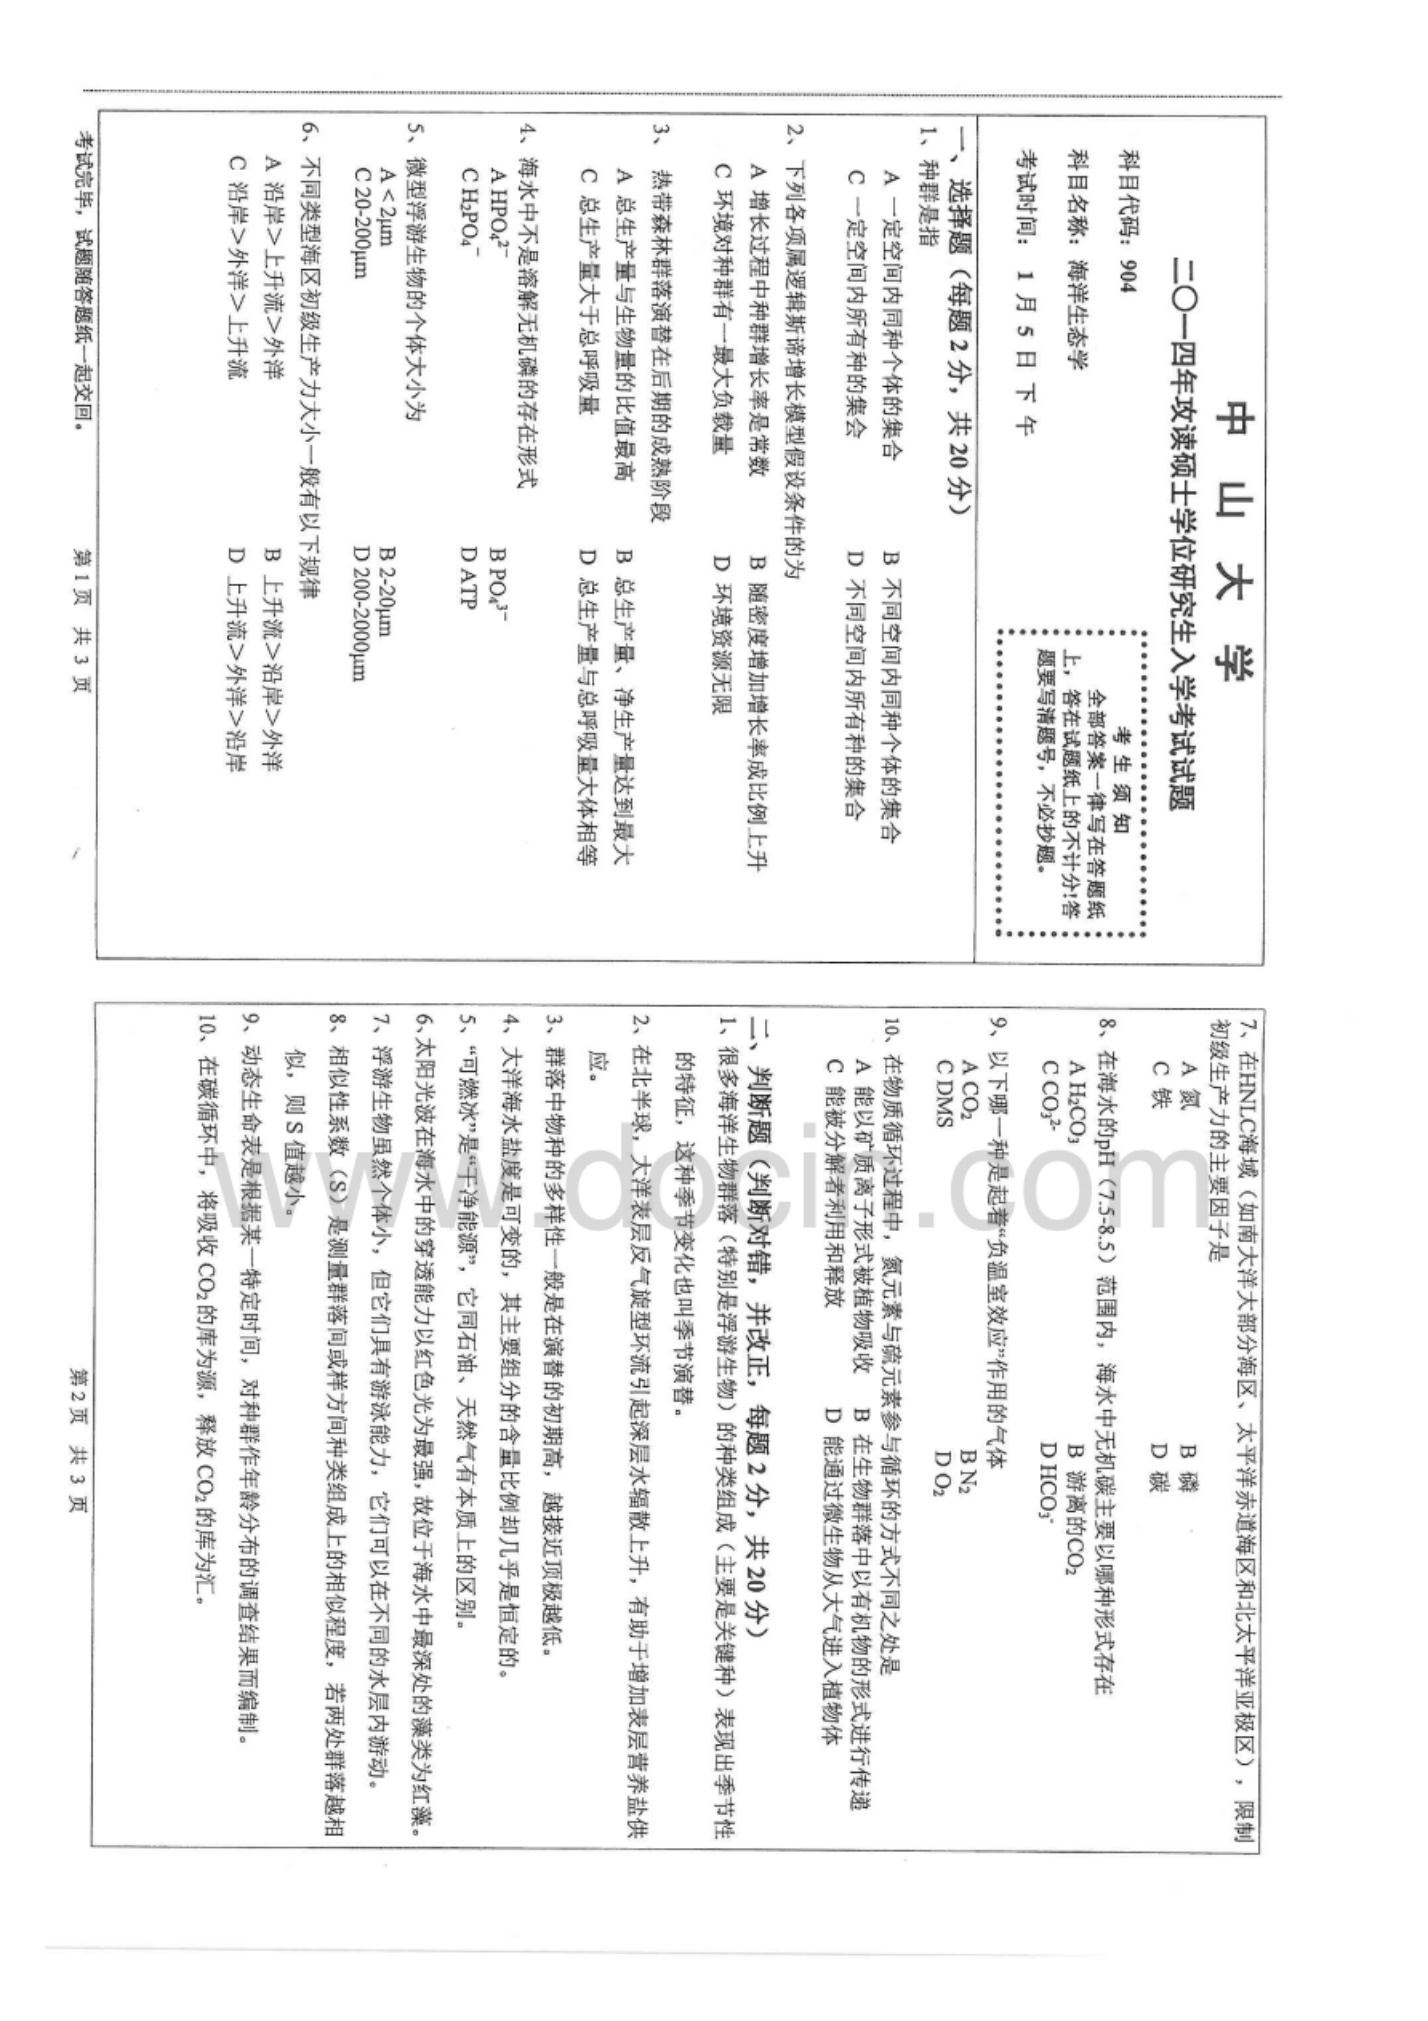 中 山 大 学
二〇一四年攻读硕士学位研究生入学考试试题
科目代码：904
科目名称：海洋生态学
考试时间： 1 月 5 日 下 午
考 生 须 知
全部答案一律写在答题纸
上，答在试题纸上的不计分！答
题要写清题号，不必抄题。
一、选择题（每题 2 分，共 20 分）
1、种群是指
A 一定空间内同种个体的集合 B 不同空间内同种个体的集合
C 一定空间内所有种的集会 D 不同空间内所有种的集合
2、下列各项属逻辑斯谛增长模型假设条件的为
A 增长过程中种群增长率是常数 B 随密度增加增长率成比例上升
C 环境对种群有一最大负载量 D 环境资源无限
3、 热带森林群落演替在后期的成熟阶段
A 总生产量与生物量的比值最高 B 总生产量、净生产量达到最大
C 总生产量大于总呼吸量 D 总生产量与总呼吸量大体相等
4、 海水中不是溶解无机磷的存在形式
A HPO₄²⁻ B PO₄³⁻
C H₂PO₄⁻ D ATP
5、 微型浮游生物的个体大小为
A＜2μm B 2-20μm
C 20-200μm D 200-2000μm
6、不同类型海区初级生产力大小一般有以下规律
A 沿岸＞上升流＞外洋 B 上升流＞沿岸＞外洋
C 沿岸＞外洋＞上升流 D 上升流＞外洋＞沿岸
考试完毕，试题随答题纸一起交回。 第 1 页 共 3 页
7、在HNLC海域（如南大洋大部分海区、太平洋赤道海区和北太平洋亚极区），限制
初级生产力的主要因子是
A 氮 B 磷
C 铁 D 碳
8、在海水的pH（7.5-8.5）范围内，海水中无机碳主要以哪种形式存在
A H₂CO₃ B 游离的CO₂
C CO₃²⁻ D HCO₃⁻
9、 以下哪一种是起着“负温室效应”作用的气体
A CO₂ B N₂
C DMS D O₂
10、在物质循环过程中，氮元素与硫元素参与循环的方式不同之处是
A 能以矿质离子形式被植物吸收 B 在生物群落中以有机物的形式进行传递
C 能被分解者利用和释放 D 能通过微生物从大气进入植物体
二、判断题（判断对错，并改正，每题 2 分，共 20 分）
1、很多海洋生物群落（特别是浮游生物）的种类组成（主要是关键种）表现出季节性
的特征，这种季节变化也叫季节演替。
2、在北半球，大洋表层反气旋型环流引起深层水辐散上升，有助于增加表层营养盐供
应。
3、群落中物种的多样性一般是在演替的初期高，越接近顶极越低。
4、大洋海水盐度是可变的，其主要组分的含量比例却几乎是恒定的。
5、“可燃冰”是“干净能源”，它同石油、天然气有本质上的区别。
6、太阳光波在海水中的穿透能力以红色光为最强，故位于海水中最深处的藻类为红藻。
7、浮游生物虽然个体小，但它们具有游泳能力，它们可以在不同的水层内游动。
8、相似性系数（S）是测量群落间或样方间种类组成上的相似程度，若两处群落越相
似，则 S 值越小。
9、动态生命表是根据某一特定时间，对种群作年龄分布的调查结果而编制。
10、在碳循环中，将吸收 CO₂ 的库为源，释放 CO₂ 的库为汇。
第 2 页 共 3 页
www.docin.com